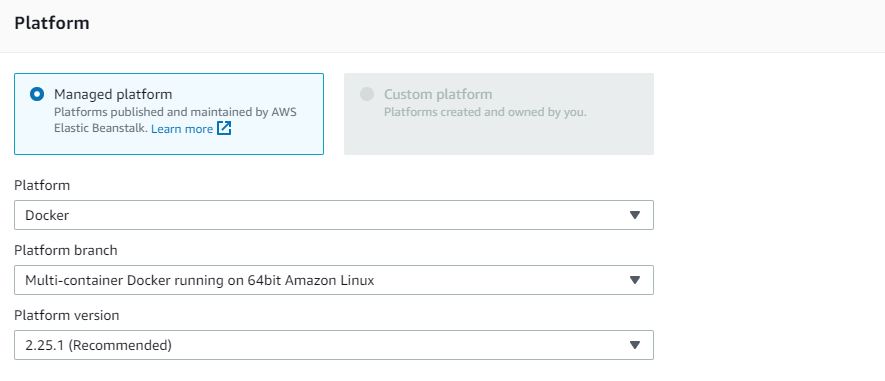 Platform
Managed platform
Platforms published and maintained by AWS
Elastic Beanstalk. Learn more
Custom platform
Platforms created and owned by you.
Platform
Docker
Platform branch
Multi-container Docker running on 64bit Amazon Linux
Platform version
2.25.1 (Recommended)